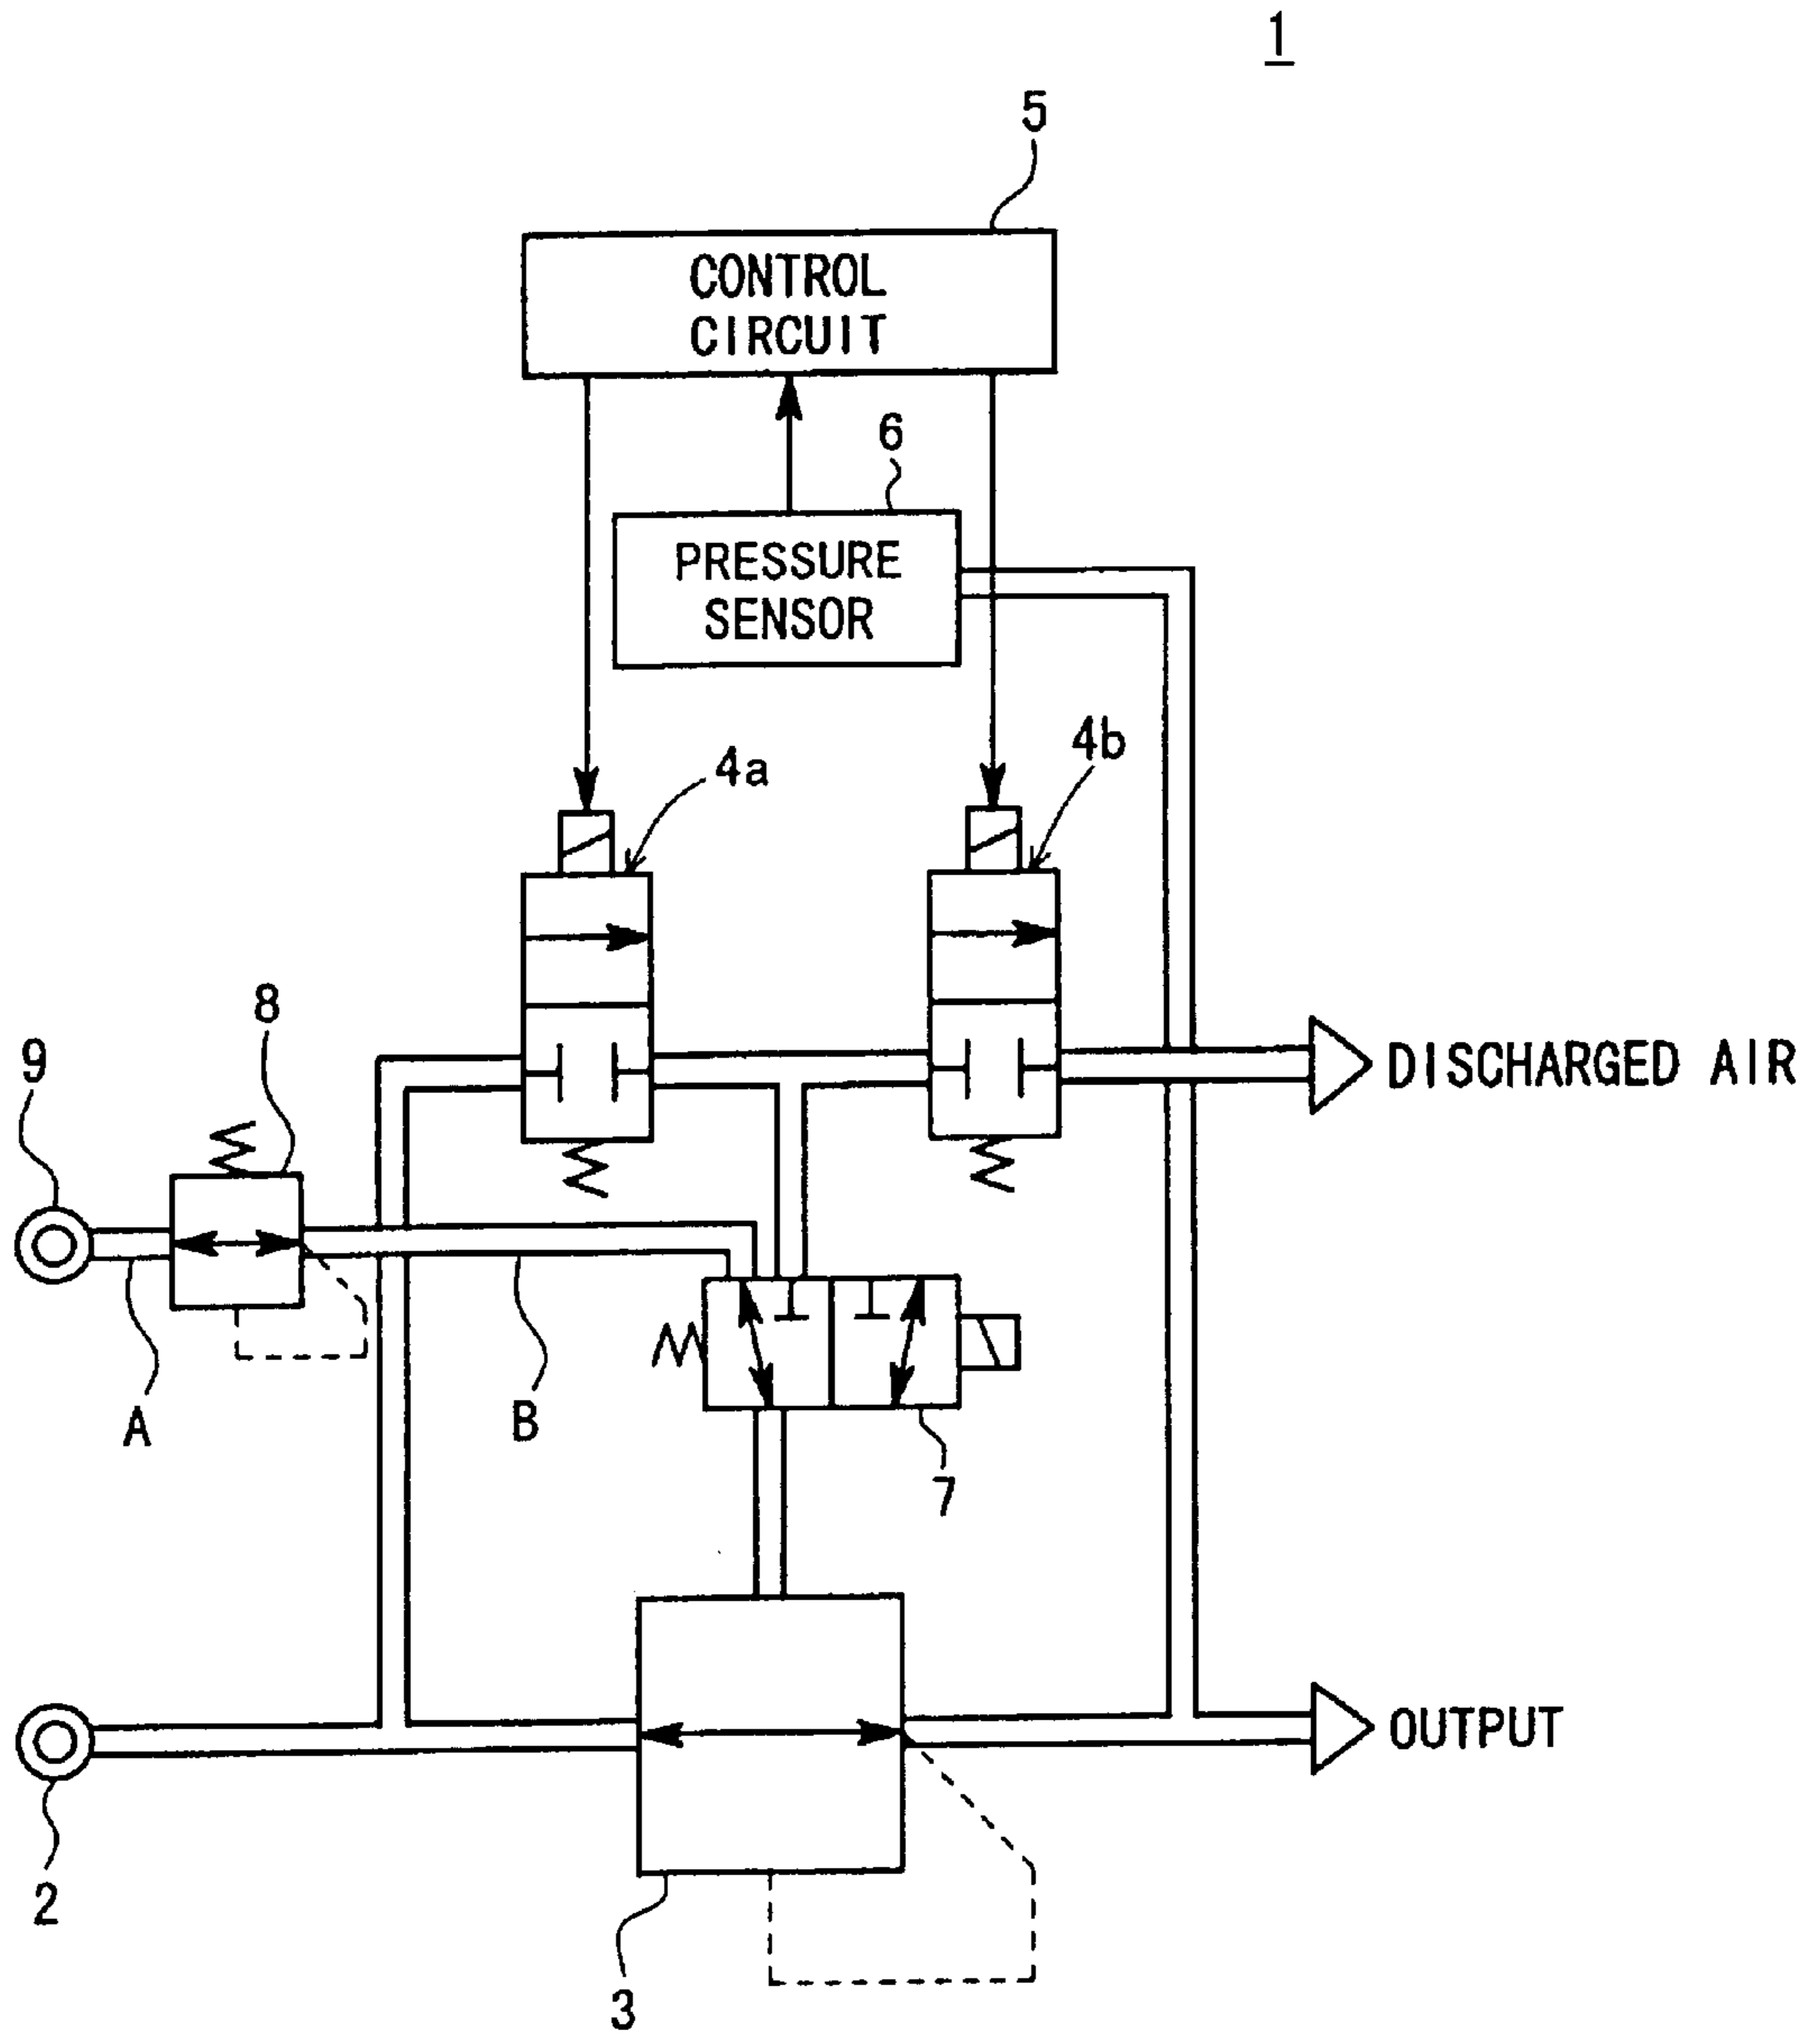 1
5
CONTROL
CIRCUIT
6
PRESSURE
SENSOR
4a
4b
8
9
DISCHARGED AIR
A
B
7
OUTPUT
2
3